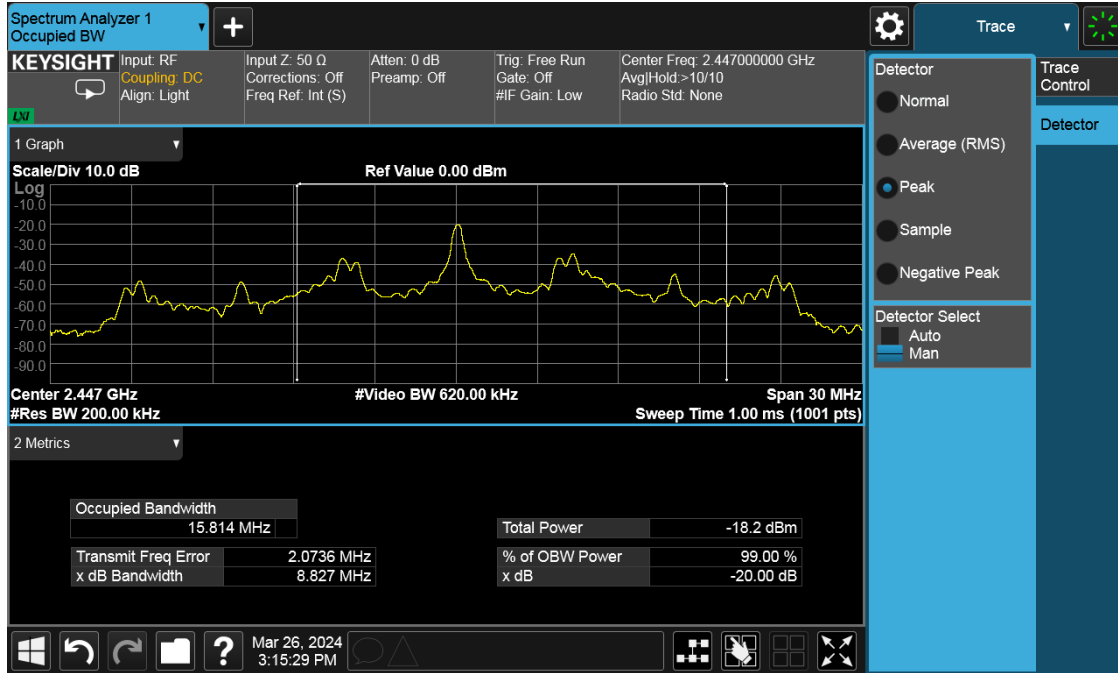 Spectrum Analyzer 1
Occupied BW
Trace
KEYSIGHT
LXI
Input: RF
Coupling: DC
Align: Light
Input Z: 50 Ω
Corrections: Off
Freq Ref: Int (S)
Atten: 0 dB
Preamp: Off
Trig: Free Run
Gate: Off
#IF Gain: Low
Center Freq: 2.447000000 GHz
Avg|Hold:>10/10
Radio Std: None
1 Graph
Scale/Div 10.0 dB
Ref Value 0.00 dBm
Log
-10.0
-20.0
-30.0
-40.0
-50.0
-60.0
-70.0
-80.0
-90.0
Center 2.447 GHz
#Video BW 620.00 kHz
Span 30 MHz
#Res BW 200.00 kHz
Sweep Time 1.00 ms (1001 pts)
2 Metrics
Occupied Bandwidth
15.814 MHz
Total Power -18.2 dBm
Transmit Freq Error 2.0736 MHz
% of OBW Power 99.00 %
x dB Bandwidth 8.827 MHz
x dB -20.00 dB
?
Mar 26, 2024
3:15:29 PM
Detector
Normal
Average (RMS)
Peak
Sample
Negative Peak
Detector Select
Auto
Man
Trace
Control
Detector